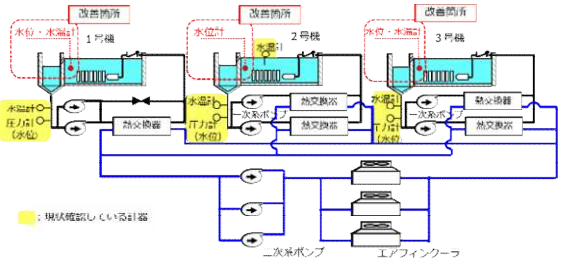 改善箇所
改善箇所
改善箇所
水位・水温計
1号機
水位計
2号機
水温計
水位・水温計
3号機
水温計
圧力計
(水位)
熱交換器
水温計
圧力計
(水位)
一次系ポンプ
熱交換器
熱交換器
水温計
圧力計
(水位)
一次系ポンプ
熱交換器
熱交換器
:現状確認している計器
二次系ポンプ
エアフィンクーラ